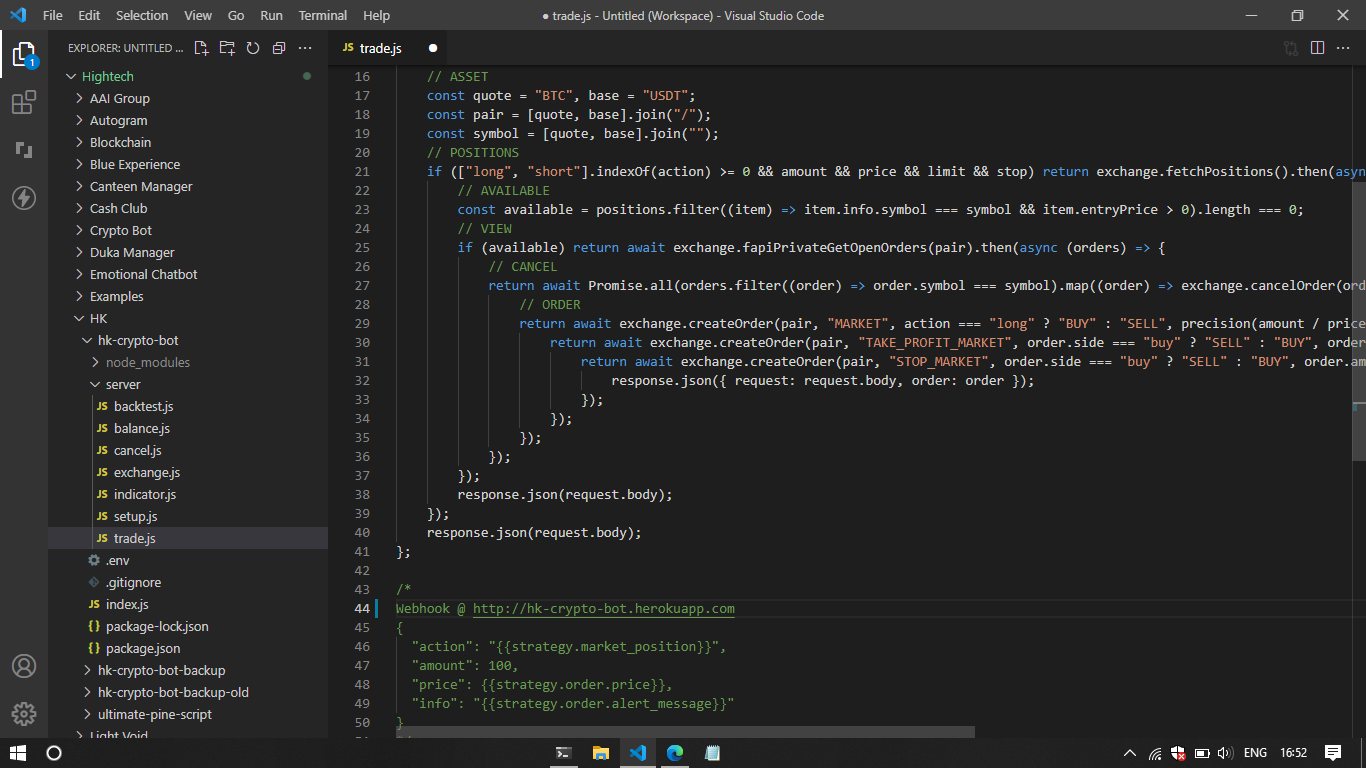 File Edit Selection View Go Run Terminal Help
● trade.js - Untitled (Workspace) - Visual Studio Code
EXPLORER: UNTITLED ...
1
Hightech
AAI Group
Autogram
Blockchain
Blue Experience
Canteen Manager
Cash Club
Crypto Bot
Duka Manager
Emotional Chatbot
Examples
HK
hk-crypto-bot
node_modules
server
JS backtest.js
JS balance.js
JS cancel.js
JS exchange.js
JS indicator.js
JS setup.js
JS trade.js
.env
.gitignore
JS index.js
{} package-lock.json
{} package.json
hk-crypto-bot-backup
hk-crypto-bot-backup-old
ultimate-pine-script
Light Void
JS trade.js ●
16 // ASSET
17 const quote = "BTC", base = "USDT";
18 const pair = [quote, base].join("/");
19 const symbol = [quote, base].join("");
20 // POSITIONS
21 if (["long", "short"].indexOf(action) >= 0 && amount && price && limit && stop) return exchange.fetchPositions().then(asyn
22 // AVAILABLE
23 const available = positions.filter((item) => item.info.symbol === symbol && item.entryPrice > 0).length === 0;
24 // VIEW
25 if (available) return await exchange.fapiPrivateGetOpenOrders(pair).then(async (orders) => {
26 // CANCEL
27 return await Promise.all(orders.filter((order) => order.symbol === symbol).map((order) => exchange.cancelOrder(ord
28 // ORDER
29 return await exchange.createOrder(pair, "MARKET", action === "long" ? "BUY" : "SELL", precision(amount / price
30 return await exchange.createOrder(pair, "TAKE_PROFIT_MARKET", order.side === "buy" ? "SELL" : "BUY", order
31 return await exchange.createOrder(pair, "STOP_MARKET", order.side === "buy" ? "SELL" : "BUY", order.am
32 response.json({ request: request.body, order: order });
33 });
34 });
35 });
36 });
37 });
38 response.json(request.body);
39 });
40 response.json(request.body);
41 };
42
43 /*
44 Webhook @ http://hk-crypto-bot.herokuapp.com
45 {
46 "action": "{{strategy.market_position}}",
47 "amount": 100,
48 "price": {{strategy.order.price}},
49 "info": "{{strategy.order.alert_message}}"
50 }
ENG 16:52